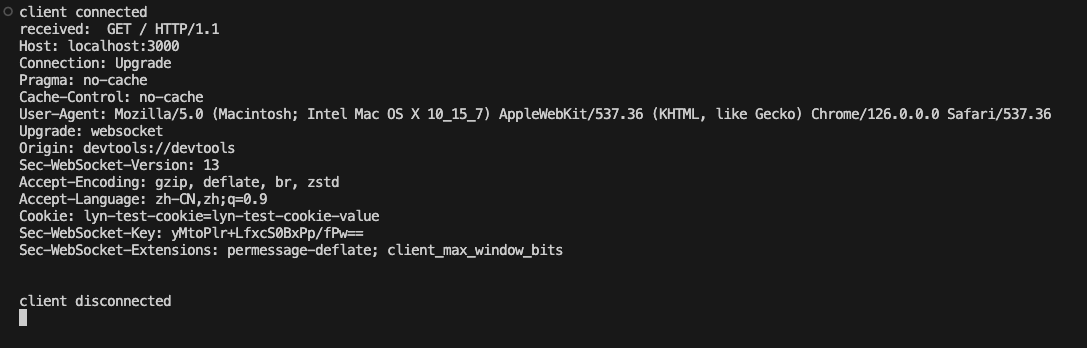 client connected
received:  GET / HTTP/1.1
Host: localhost:3000
Connection: Upgrade
Pragma: no-cache
Cache-Control: no-cache
User-Agent: Mozilla/5.0 (Macintosh; Intel Mac OS X 10_15_7) AppleWebKit/537.36 (KHTML, like Gecko) Chrome/126.0.0.0 Safari/537.36
Upgrade: websocket
Origin: devtools://devtools
Sec-WebSocket-Version: 13
Accept-Encoding: gzip, deflate, br, zstd
Accept-Language: zh-CN,zh;q=0.9
Cookie: lyn-test-cookie=lyn-test-cookie-value
Sec-WebSocket-Key: yMtoPlr+LfxcS0BxPp/fPw==
Sec-WebSocket-Extensions: permessage-deflate; client_max_window_bits
client disconnected